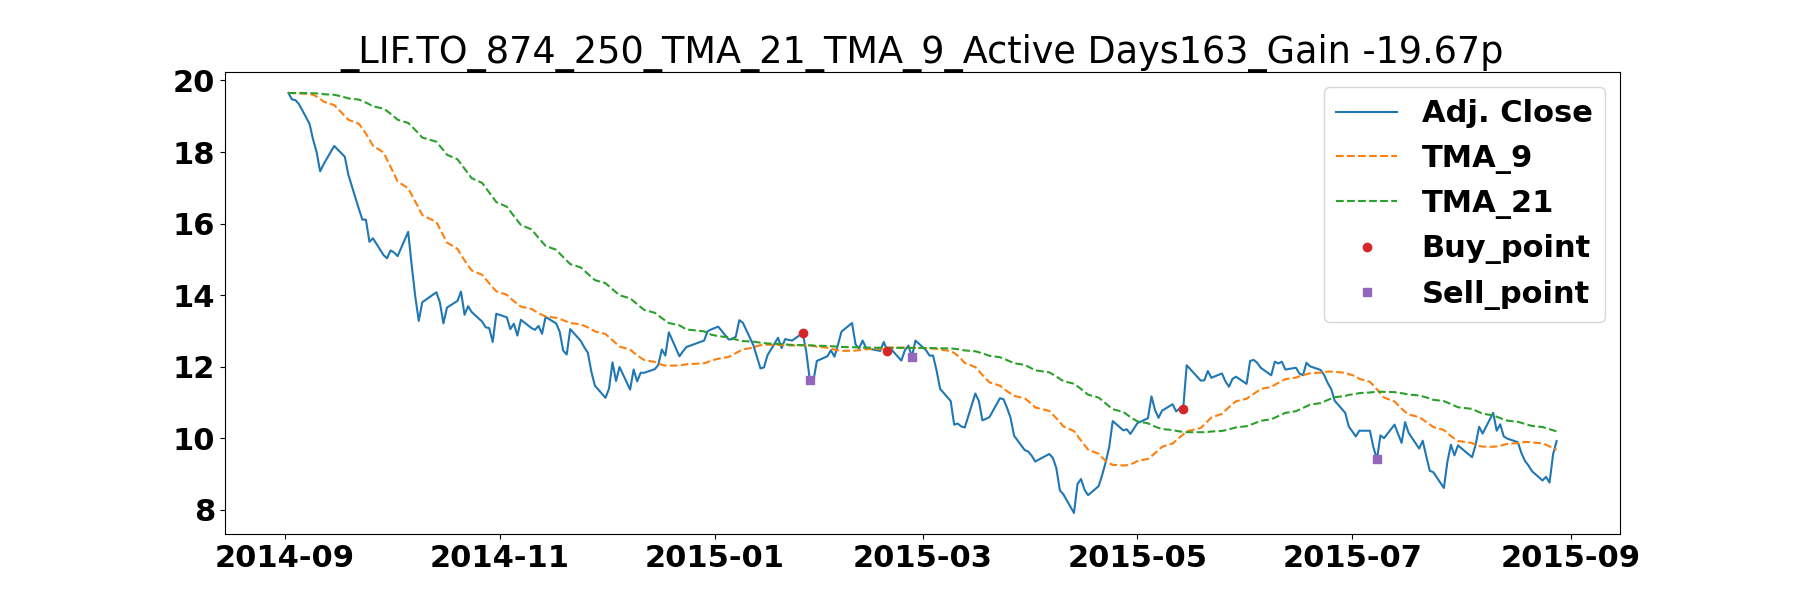 _LIF.TO_874_250_TMA_21_TMA_9_Active Days163_Gain -19.67p
20
18
16
14
12
10
8
2014-09 2014-11 2015-01 2015-03 2015-05 2015-07 2015-09
Adj. Close
TMA_9
TMA_21
Buy_point
Sell_point